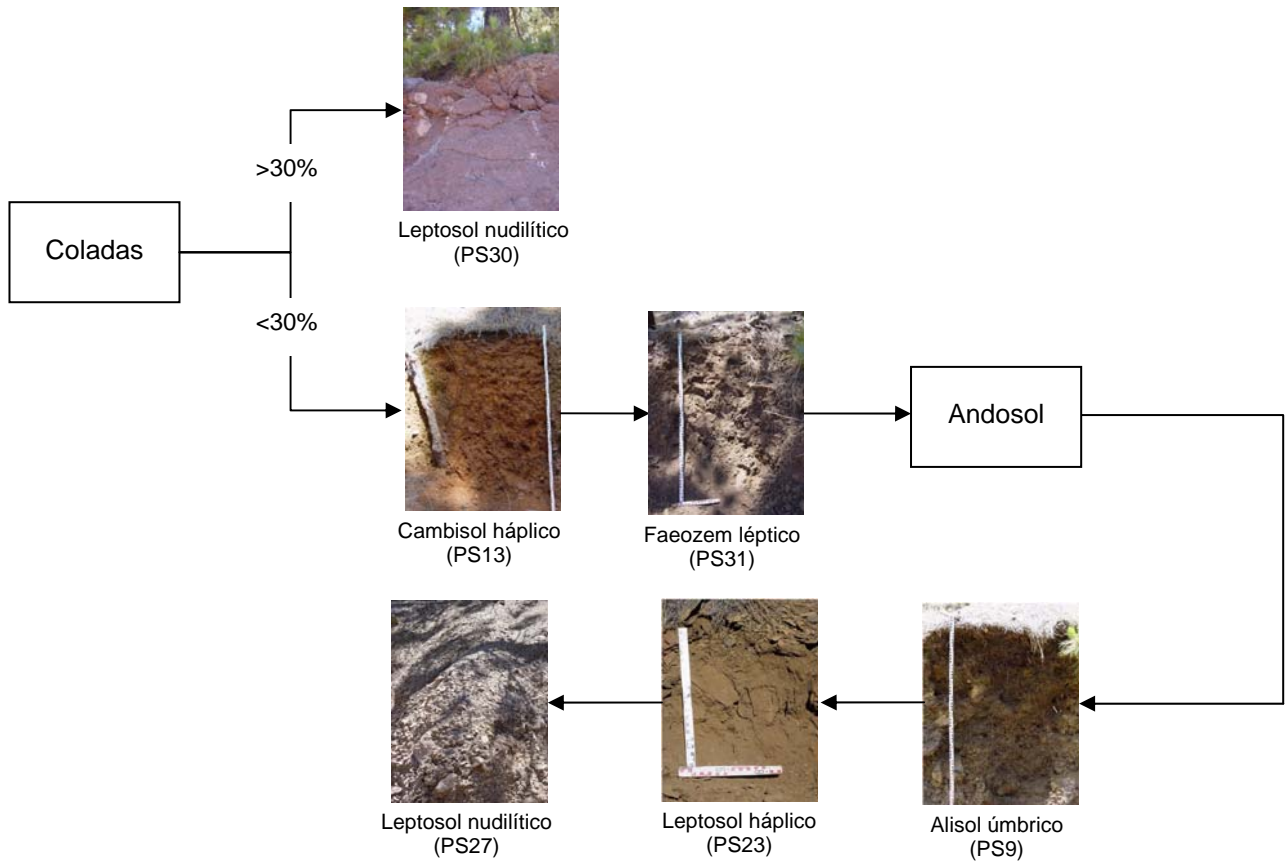 >30%
Leptosol nudilítico
(PS30)
Coladas
<30%
Cambisol háplico
(PS13)
Faeozem léptico
(PS31)
Andosol
Leptosol nudilítico
(PS27)
Leptosol háplico
(PS23)
Alisol úmbrico
(PS9)